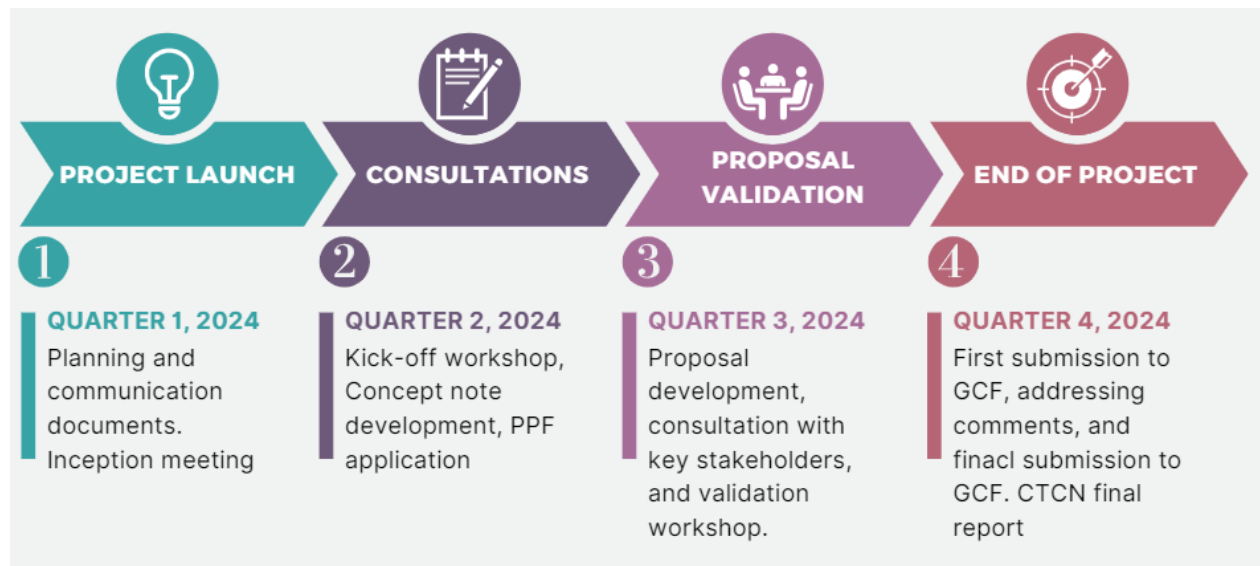 PROJECT LAUNCH
CONSULTATIONS
PROPOSAL
VALIDATION
END OF PROJECT
1
QUARTER 1, 2024
Planning and
communication
documents.
Inception meeting
2
QUARTER 2, 2024
Kick-off workshop,
Concept note
development, PPF
application
3
QUARTER 3, 2024
Proposal
development,
consultation with
key stakeholders,
and validation
workshop.
4
QUARTER 4, 2024
First submission to
GCF, addressing
comments, and
finacl submission to
GCF. CTCN final
report